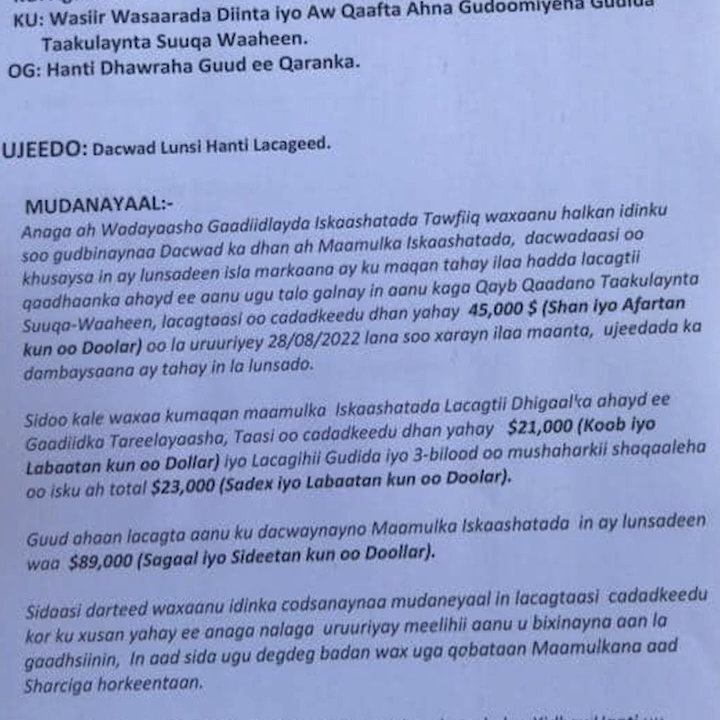 KU: Wasiir Wasaarada Diinta iyo Aw Qaafta Ahna Gudoomiyeha Gudida
Taakulaynta Suuqa Waaheen.
OG: Hanti Dhawraha Guud ee Qaranka.
UJEEDO: Dacwad Lunsi Hanti Lacageed.
MUDANAYAAL:-
Anaga ah Wadayaasha Gaadiidlayda Iskaashatada Tawfiiq waxaanu halkan idinku
soo gudbinaynaa Dacwad ka dhan ah Maamulka Iskaashatada, dacwadaasi oo
khusaysa in ay lunsadeen isla markaana ay ku maqan tahay ilaa hadda lacagtii
qaadhaanka ahayd ee aanu ugu talo galnay in aanu kaga Qayb Qaadano Taakulaynta
Suuqa-Waaheen, lacagtaasi oo cadadkeedu dhan yahay 45,000 $ (Shan iyo Afartan
kun oo Doolar) oo la uruuriyey 28/08/2022 lana soo xarayn ilaa maanta, ujeedada ka
dambaysaana ay tahay in la lunsado.
Sidoo kale waxaa kumaqan maamulka Iskaashatada Lacagtii Dhigaalka ahayd ee
Gaadiidka Tareelayaasha, Taasi oo cadadkeedu dhan yahay $21,000 (Koob iyo
Labaatan kun oo Dollar) iyo Lacagihii Gudida iyo 3-bilood oo mushaharkii shaqaaleha
oo isku ah total $23,000 (Sadex iyo Labaatan kun oo Doolar).
Guud ahaan lacagta aanu ku dacwaynayno Maamulka Iskaashatada in ay lunsadeen
waa $89,000 (Sagaal iyo Sideetan kun oo Doollar).
Sidaasi darteed waxaanu idinka codsanaynaa mudaneyaal in lacagtaasi cadadkeedu
kor ku xusan yahay ee anaga nalaga uruuriyay meelihii aanu u bixinayna aan la
gaadhsiinin, In aad sida ugu degdeg badan wax uga qobataan Maamulkana aad
Sharciga horkeentaan.